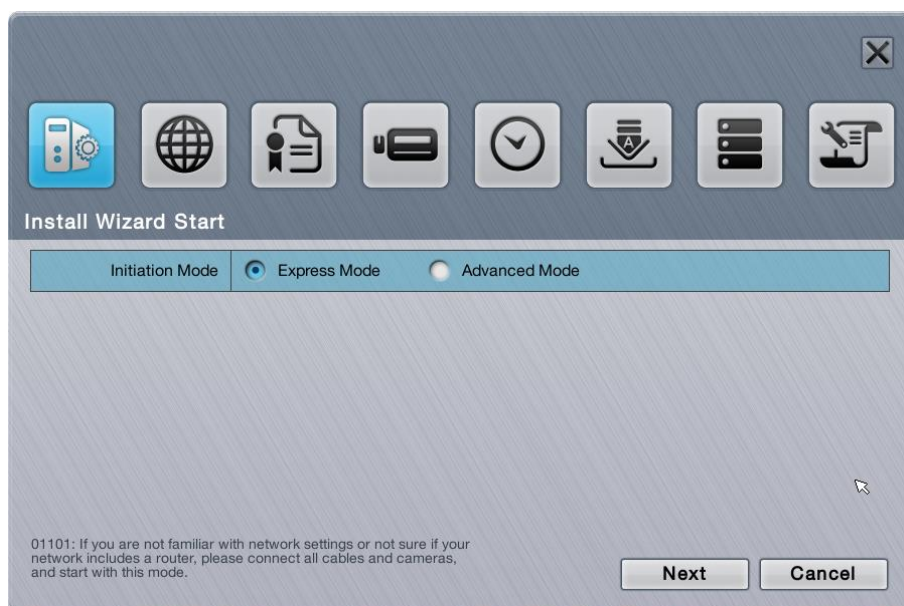 A
Install Wizard Start
Initiation Mode Express Mode Advanced Mode
01101: If you are not familiar with network settings or not sure if your
network includes a router, please connect all cables and cameras,
and start with this mode.
Next Cancel